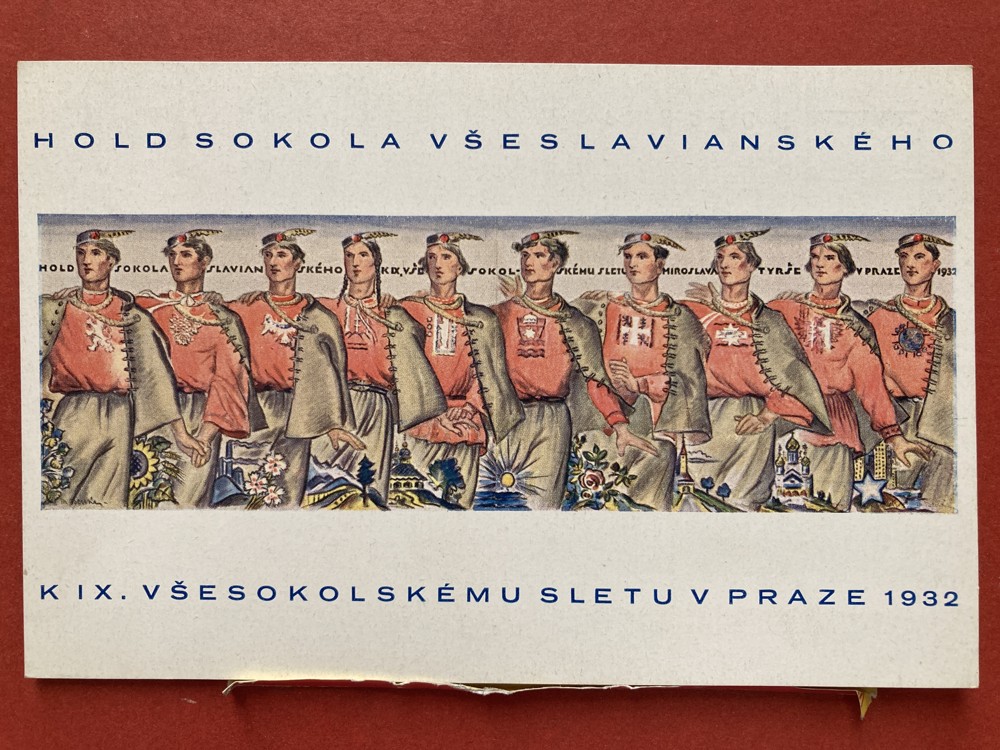 HOLD SOKOLA VŠESLAVIANSKÉHO
HOLD SOKOLA SLAVIANSKÉHO K IX. VŠESOKOLSKÉMU SLETU MIROSLAVA TYRŠE V PRAZE 1932
K IX. VŠESOKOLSKÉMU SLETU V PRAZE 1932